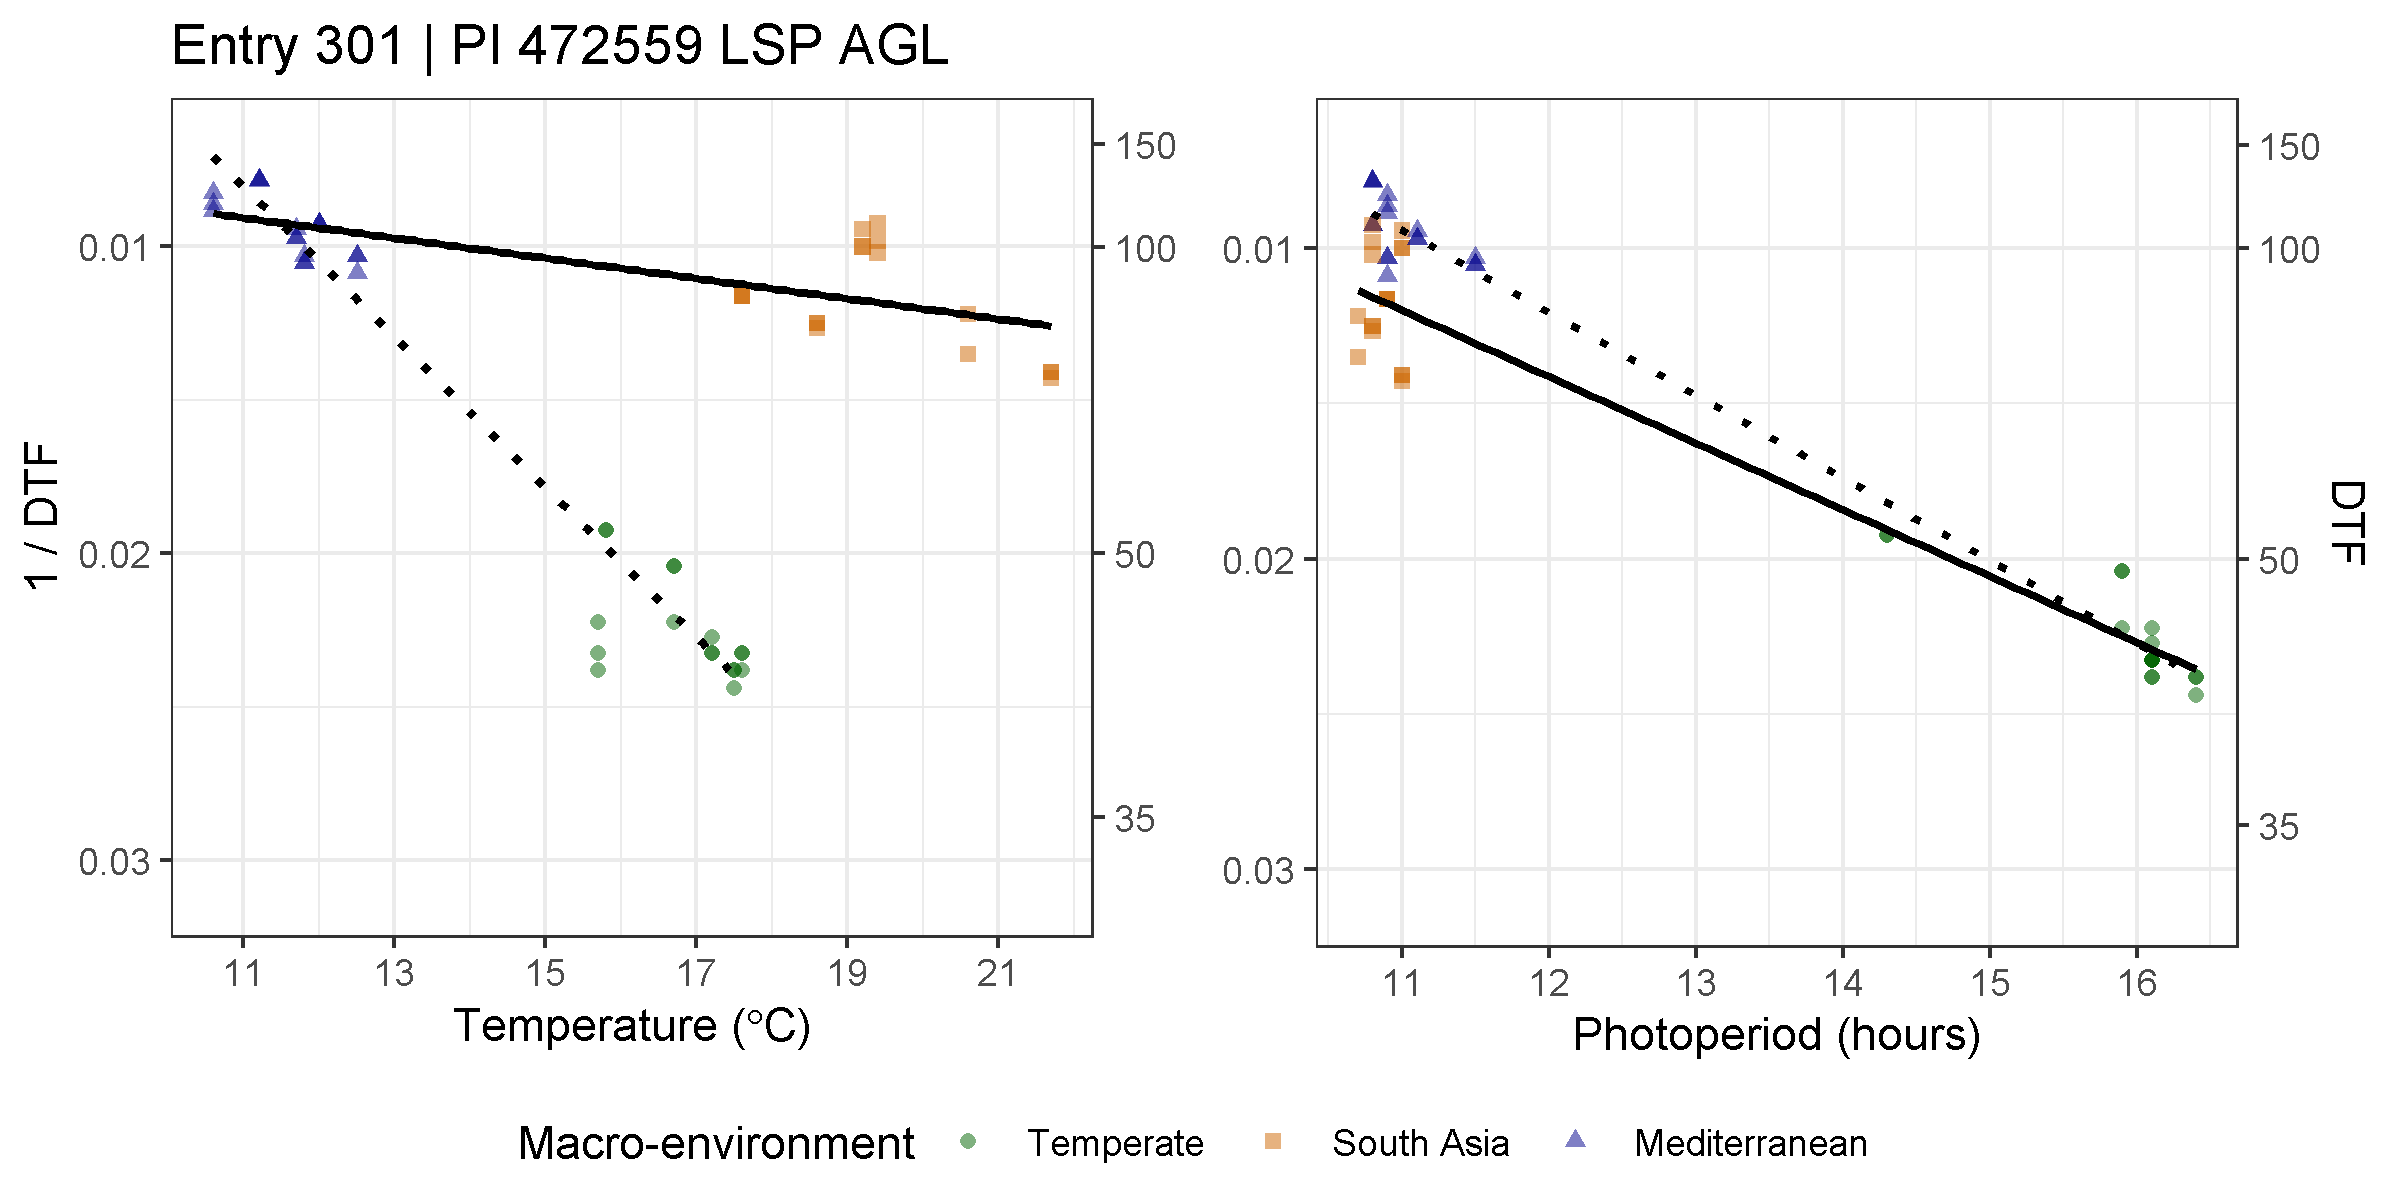 Entry 301 | PI 472559 LSP AGL
1 / DTF
0.01
0.02
0.03
150
100
50
35
11 13 15 17 19 21
Temperature (°C)
0.01
0.02
0.03
150
100
50
35
DTF
11 12 13 14 15 16
Photoperiod (hours)
Macro-environment Temperate South Asia Mediterranean